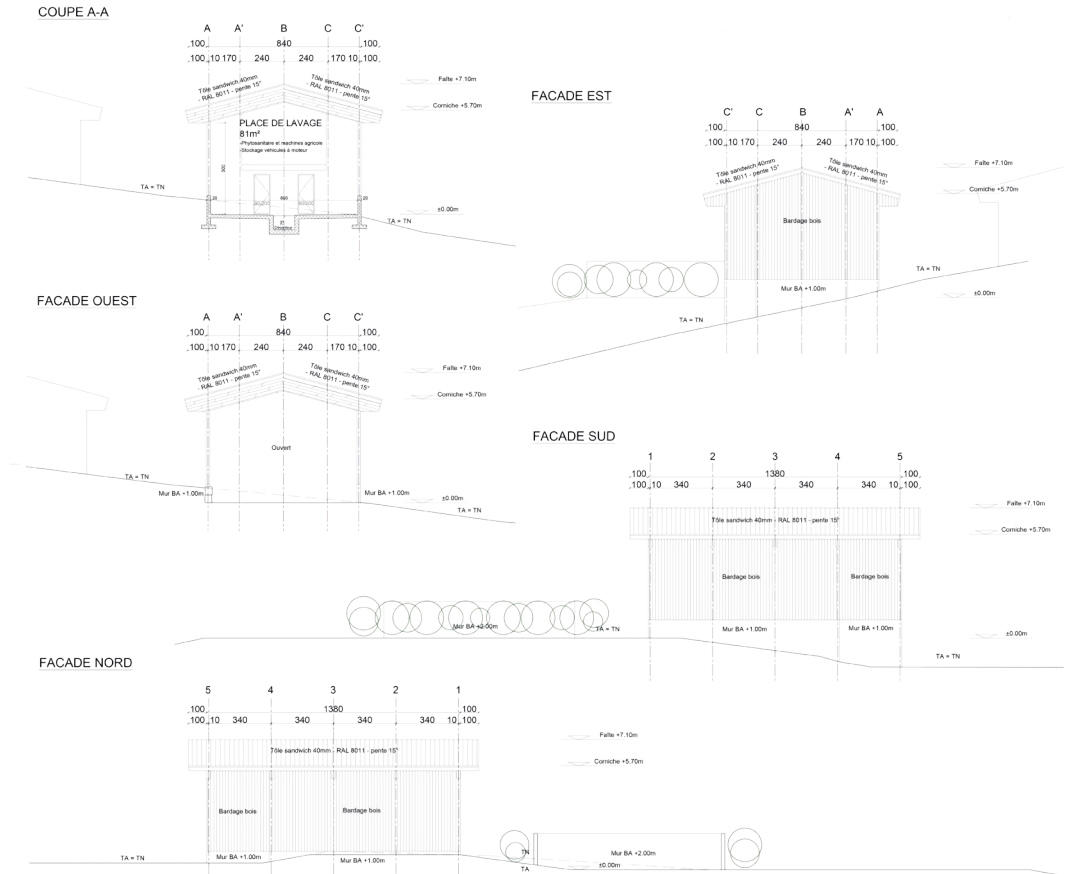 COUPE A-A
A A' B C C'
100 840 100
100 10 170 240 240 170 10 100
Tôle sandwich 40mm
- RAL 8011 - pente 15°
Tôle sandwich 40mm
- RAL 8011 - pente 15°
Faîte +7.10m
Corniche +5.70m
PLACE DE LAVAGE
81m²
-Phytosanitaire et machines agricole
-Stockage véhicules à moteur
500
TA = TN
20 800 20
±0.00m
TA = TN
FACADE EST
C' C B A' A
100 840 100
100 10 170 240 240 170 10 100
Tôle sandwich 40mm
- RAL 8011 - pente 15°
Tôle sandwich 40mm
- RAL 8011 - pente 15°
Faîte +7.10m
Corniche +5.70m
Bardage bois
TA = TN
Mur BA +1.00m
±0.00m
TA = TN
FACADE OUEST
A A' B C C'
100 840 100
100 10 170 240 240 170 10 100
Tôle sandwich 40mm
- RAL 8011 - pente 15°
Tôle sandwich 40mm
- RAL 8011 - pente 15°
Faîte +7.10m
Corniche +5.70m
Ouvert
TA = TN
Mur BA +1.00m
Mur BA +1.00m
±0.00m
TA = TN
FACADE SUD
1 2 3 4 5
100 1380 100
100 10 340 340 340 340 10 100
Tôle sandwich 40mm - RAL 8011 - pente 15°
Faîte +7.10m
Corniche +5.70m
Bardage bois
Bardage bois
Mur BA +2.00m
TA = TN
Mur BA +1.00m
Mur BA +1.00m
±0.00m
TA = TN
FACADE NORD
5 4 3 2 1
100 1380 100
100 10 340 340 340 340 10 100
Tôle sandwich 40mm - RAL 8011 - pente 15°
Faîte +7.10m
Corniche +5.70m
Bardage bois
Bardage bois
TA = TN
Mur BA +1.00m
Mur BA +1.00m
TN
TA
Mur BA +2.00m
±0.00m